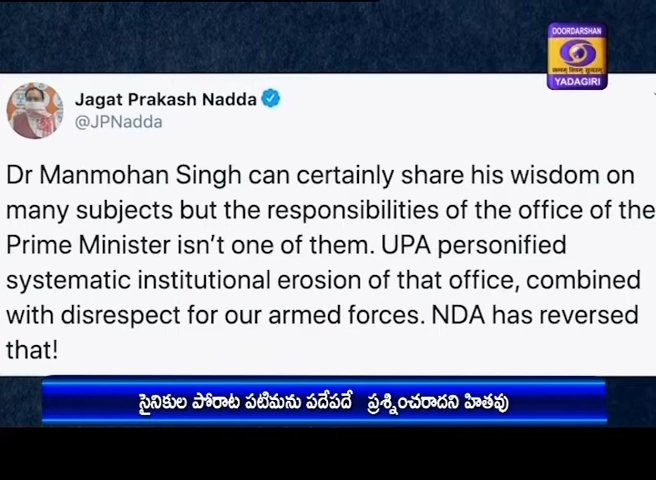 DOORDARSHAN
YADAGIRI
Jagat Prakash Nadda
@JPNadda
Dr Manmohan Singh can certainly share his wisdom on
many subjects but the responsibilities of the office of the
Prime Minister isn't one of them. UPA personified
systematic institutional erosion of that office, combined
with disrespect for our armed forces. NDA has reversed
that!
సైనికుల పోరాట పటిమను పదేపదే ప్రశ్నించరాదని హితవు